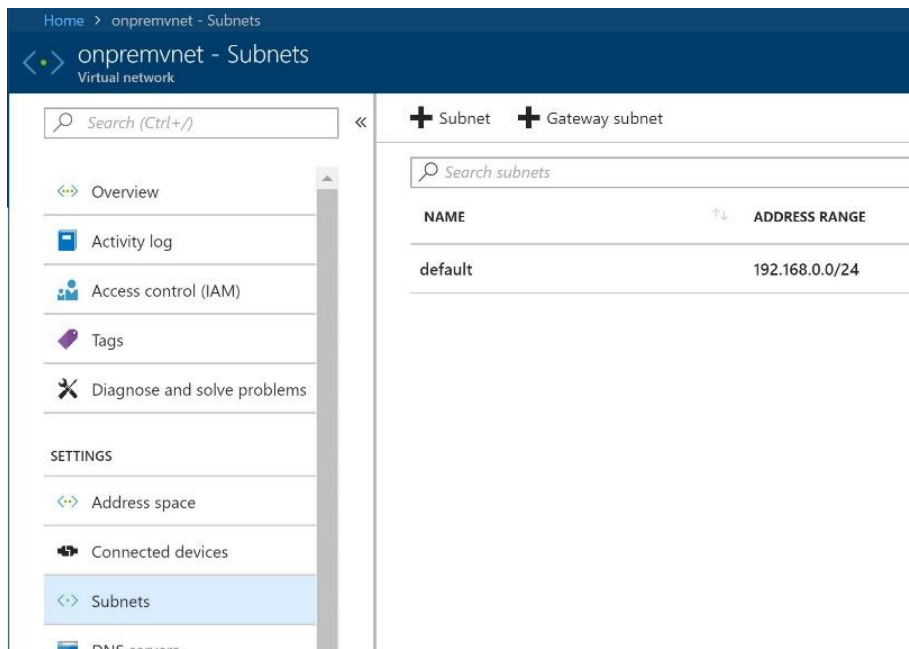 Home > onpremvnet - Subnets
onpremvnet - Subnets
Virtual network
Search (Ctrl+/)
«
Overview
Activity log
Access control (IAM)
Tags
Diagnose and solve problems
SETTINGS
Address space
Connected devices
Subnets
DNS servers
+ Subnet + Gateway subnet
Search subnets
NAME ↑↓ ADDRESS RANGE
default 192.168.0.0/24